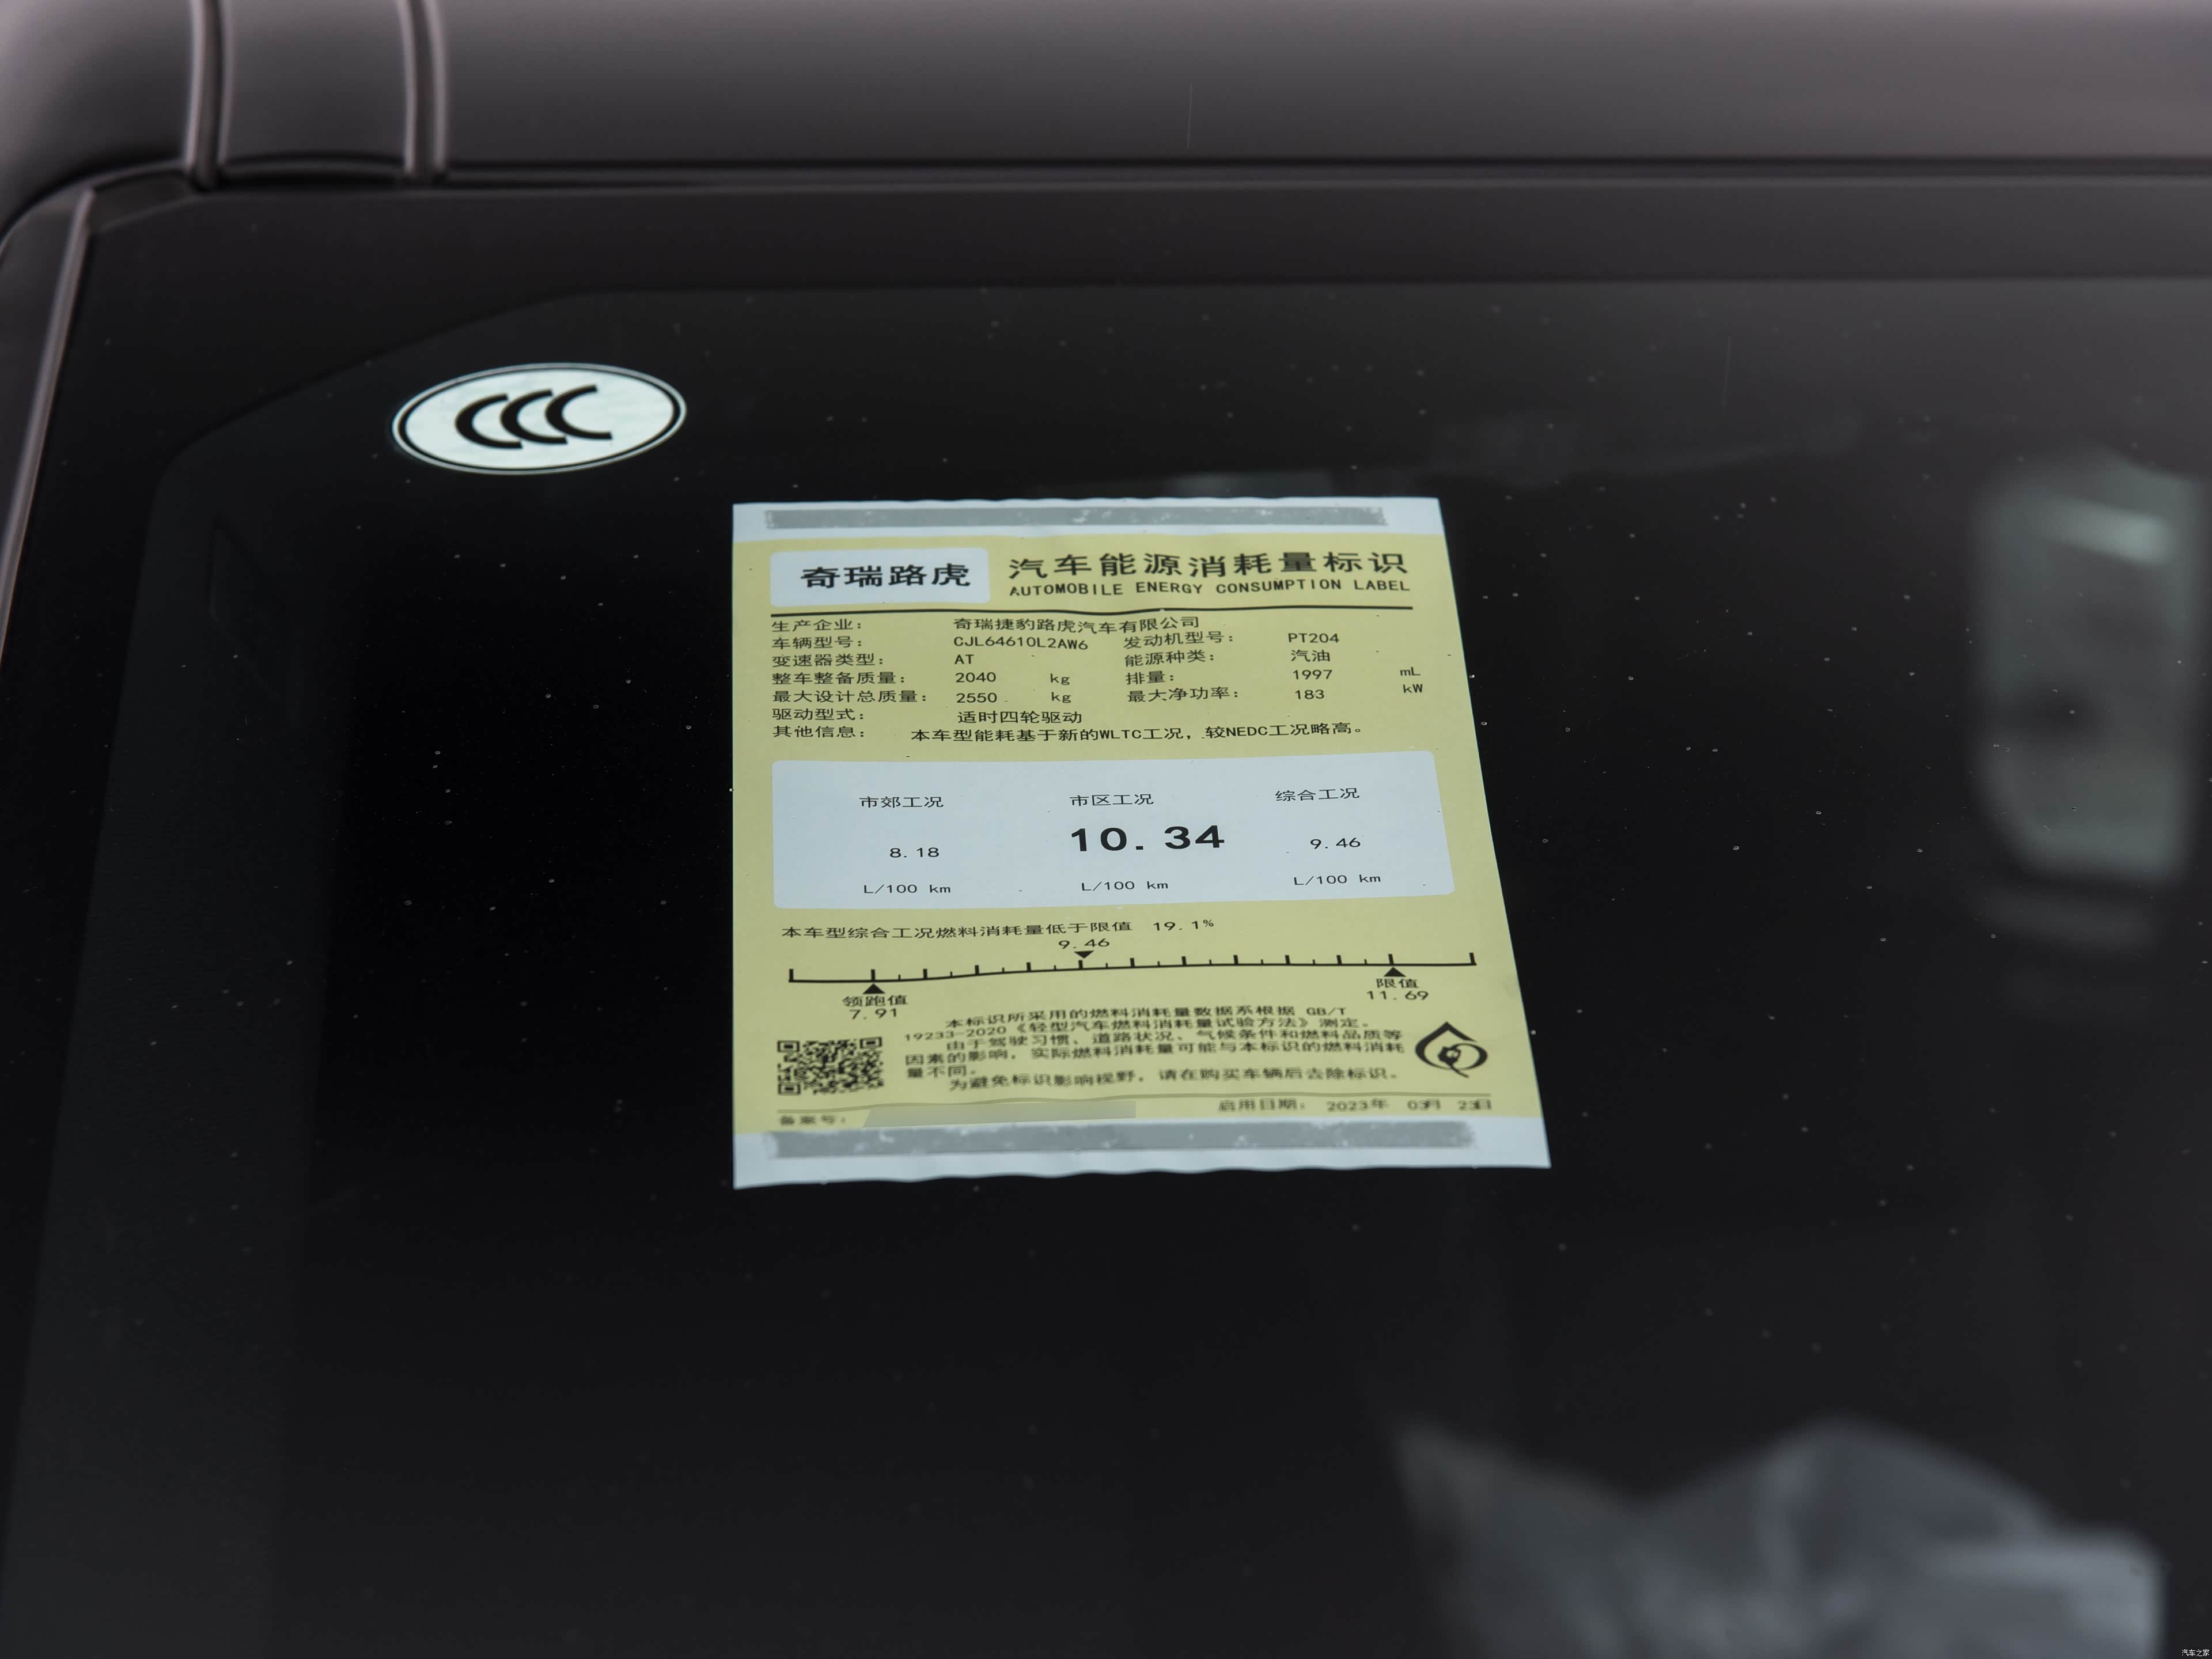 CCC
奇瑞路虎 汽车能源消耗量标识
AUTOMOBILE ENERGY CONSUMPTION LABEL
生产企业: 奇瑞捷豹路虎汽车有限公司
车辆型号: CJL64610L2AW6 发动机型号: PT204
变速器类型: AT 能源种类: 汽油
整车整备质量: 2040 kg 排量: 1997 mL
最大设计总质量: 2550 kg 最大净功率: 183 kW
驱动型式: 适时四轮驱动
其他信息: 本车型能耗基于新的WLTC工况，较NEDC工况略高。
市郊工况 市区工况 综合工况
8.18 10.34 9.46
L/100 km L/100 km L/100 km
本车型综合工况燃料消耗量低于限值 19.1%
9.46
领跑值 限值
7.91 11.69
本标识所采用的燃料消耗量数据系根据 GB/T
19233-2020《轻型汽车燃料消耗量试验方法》测定。
由于驾驶习惯、道路状况、气候条件和燃料品质等
因素的影响，实际燃料消耗量可能与本标识的燃料消耗
量不同。
为避免标识影响视野，请在购买车辆后去除标识。
备案号: 启用日期: 2023年 03月 23日
汽车之家